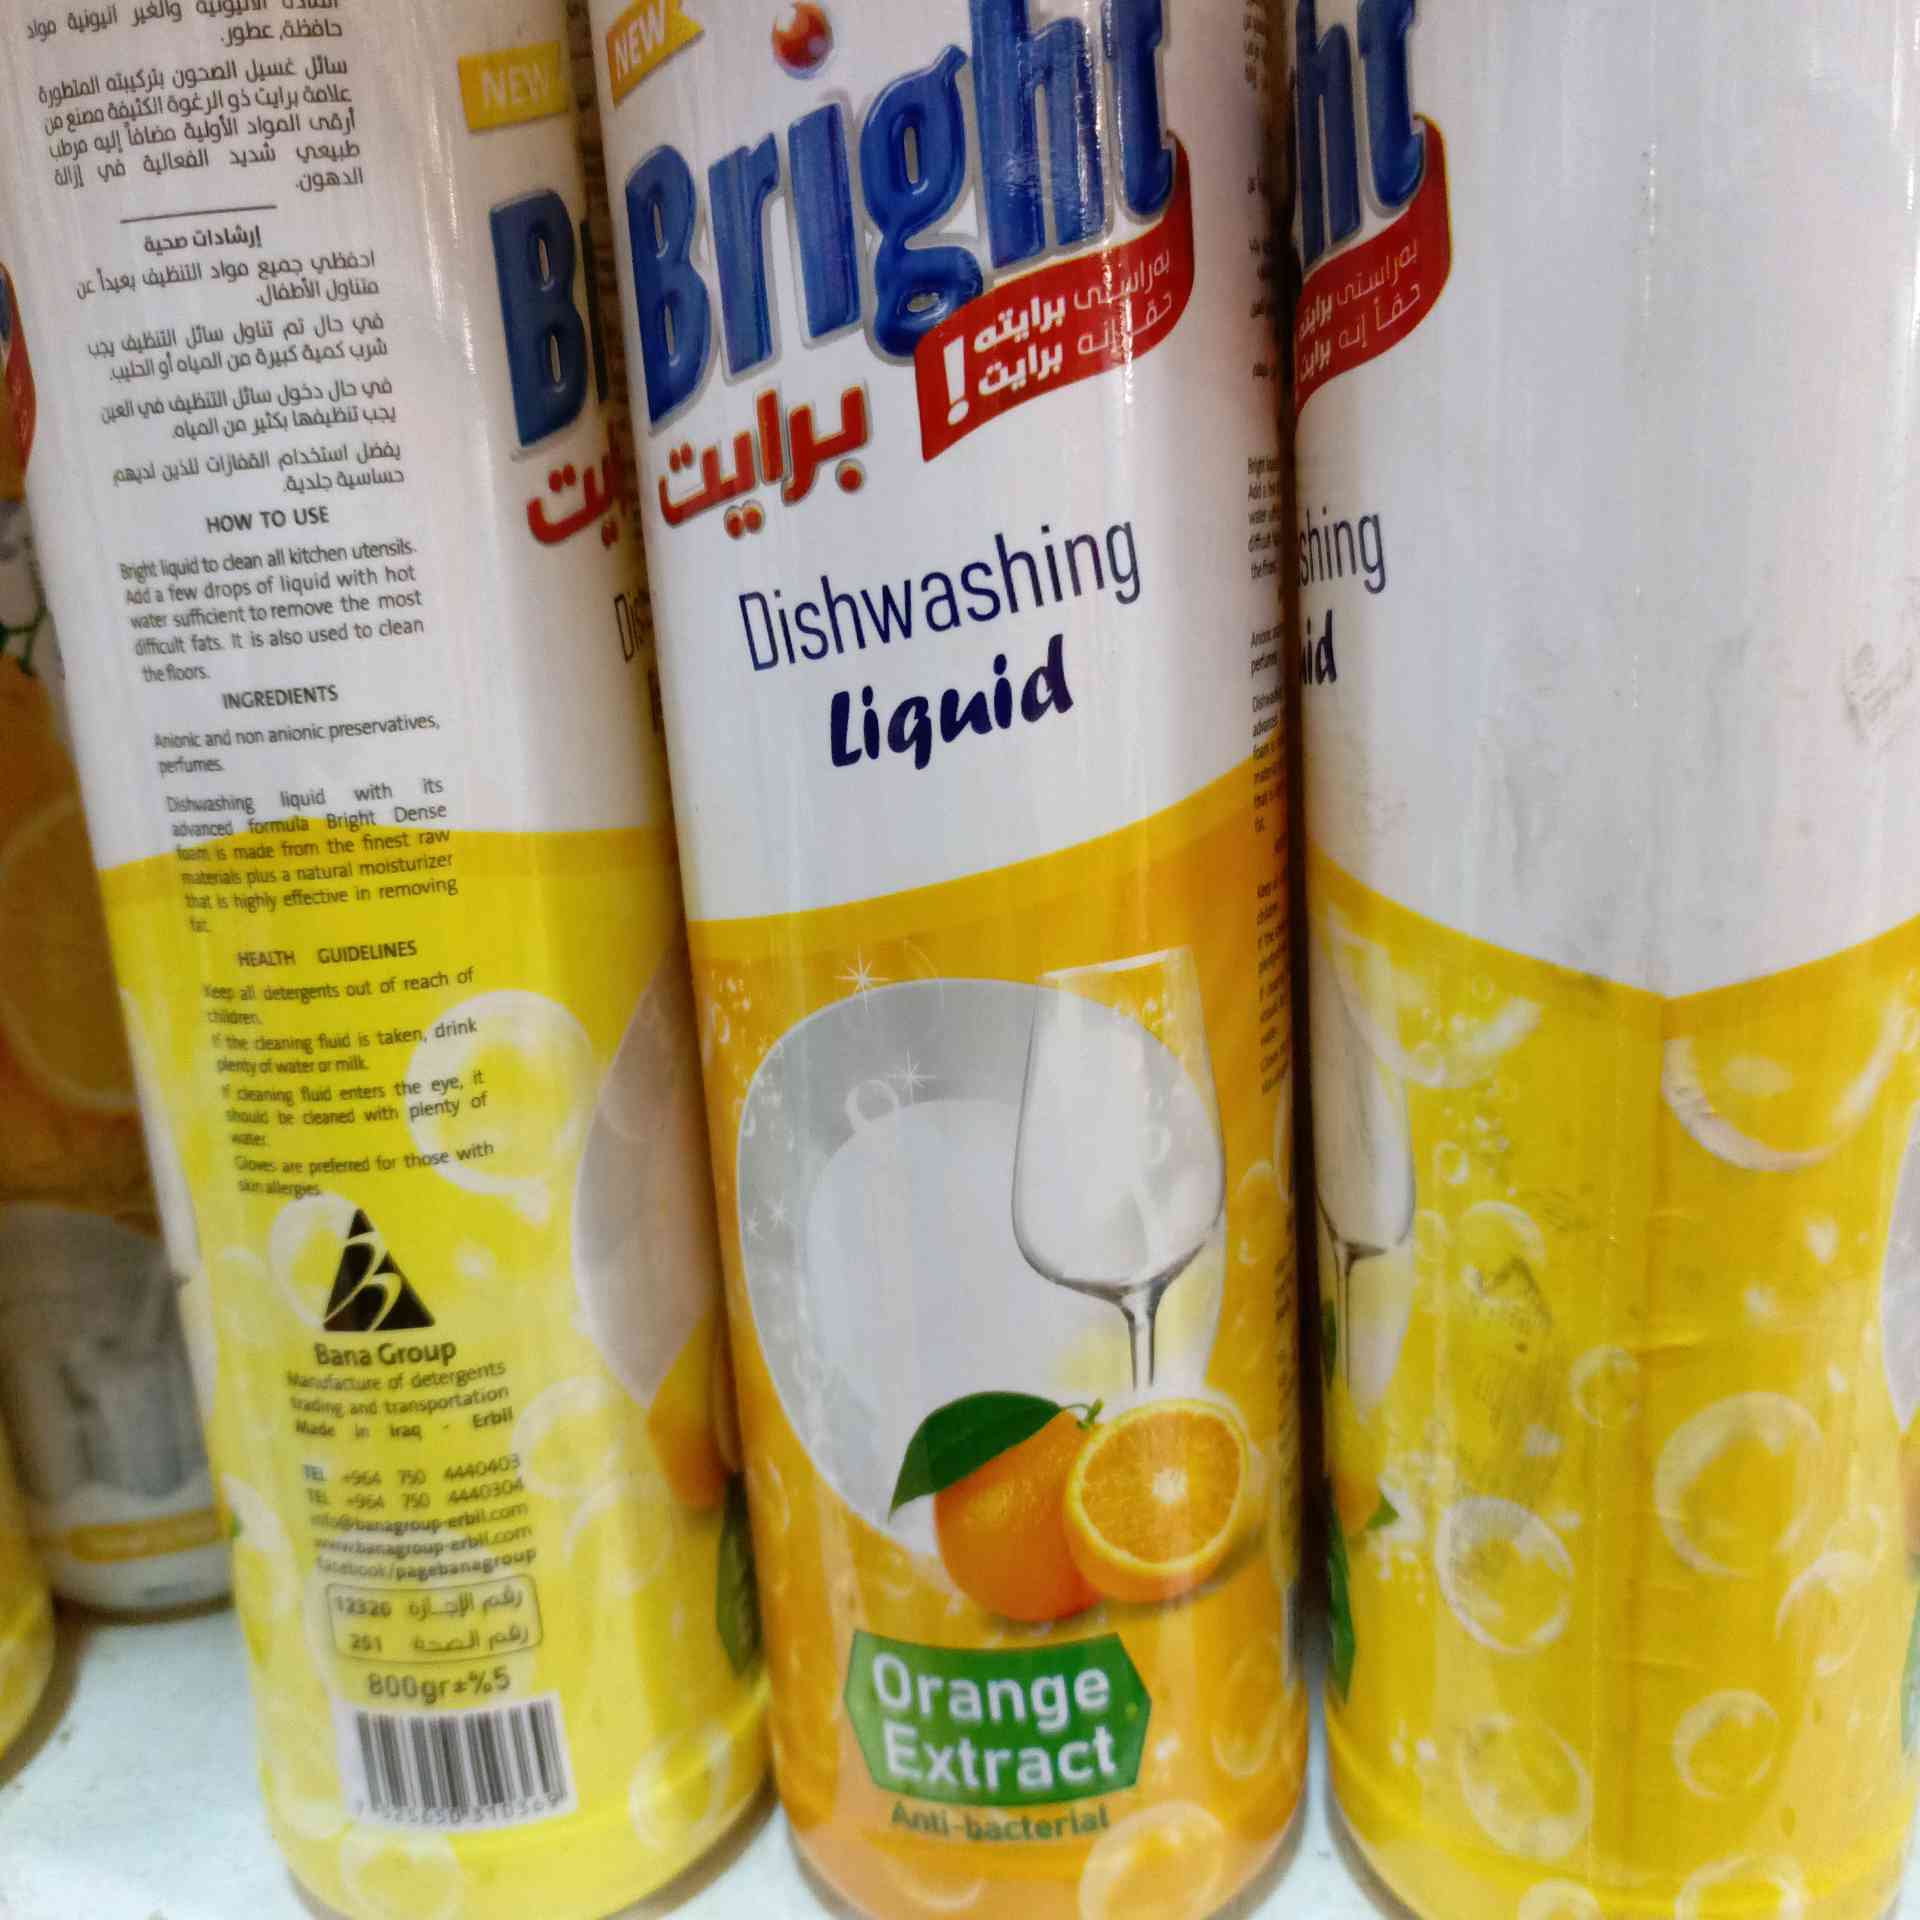 حافظة, عطور.
سائل غسيل الصحون بتركيبته المتطورة
علامة برايت ذو الرغوة الكثيفة مصنع من
أرقى المواد الأولية مضافاً إليه مرطب
طبيعي شديد الفعالية في إزالة
الدهون.
إرشادات صحية
احفظي جميع مواد التنظيف بعيداً عن
متناول الأطفال.
في حال تم تناول سائل التنظيف يجب
شرب كمية كبيرة من المياه أو الحليب.
في حال دخول سائل التنظيف في العين
يجب تنظيفها بكثير من المياه.
يفضل استخدام القفازات للذين لديهم
حساسية جلدية.
HOW TO USE
Bright liquid to clean all kitchen utensils.
Add a few drops of liquid with hot
water sufficient to remove the most
difficult fats. It is also used to clean
the floors.
INGREDIENTS
Anionic and non anionic preservatives,
perfumes.
Dishwashing liquid with its
advanced formula Bright Dense
foam is made from the finest raw
materials plus a natural moisturizer
that is highly effective in removing
fat.
HEALTH GUIDELINES
Keep all detergents out of reach of
children.
If the cleaning fluid is taken, drink
plenty of water or milk.
If cleaning fluid enters the eye, it
should be cleaned with plenty of
water.
Gloves are preferred for those with
skin allergies.
Bana Group
Manufacture of detergents
trading and transportation
Made in Iraq - Erbil
TEL +964 750 4440403
TEL +964 750 4440304
info@banagroup-erbil.com
www.banagroup-erbil.com
facebook/pagebanagroup
رقم الإجازة 12326
رقم الصحة 251
800gr±%5
NEW
NEW
Bright
برايت
بەراستی برایتە
حقاً إنه برايت !
Dishwashing
Liquid
Orange
Extract
Anti-bacterial
ht
بەراستی برایتە
حقاً إنه برايت
shing
uid